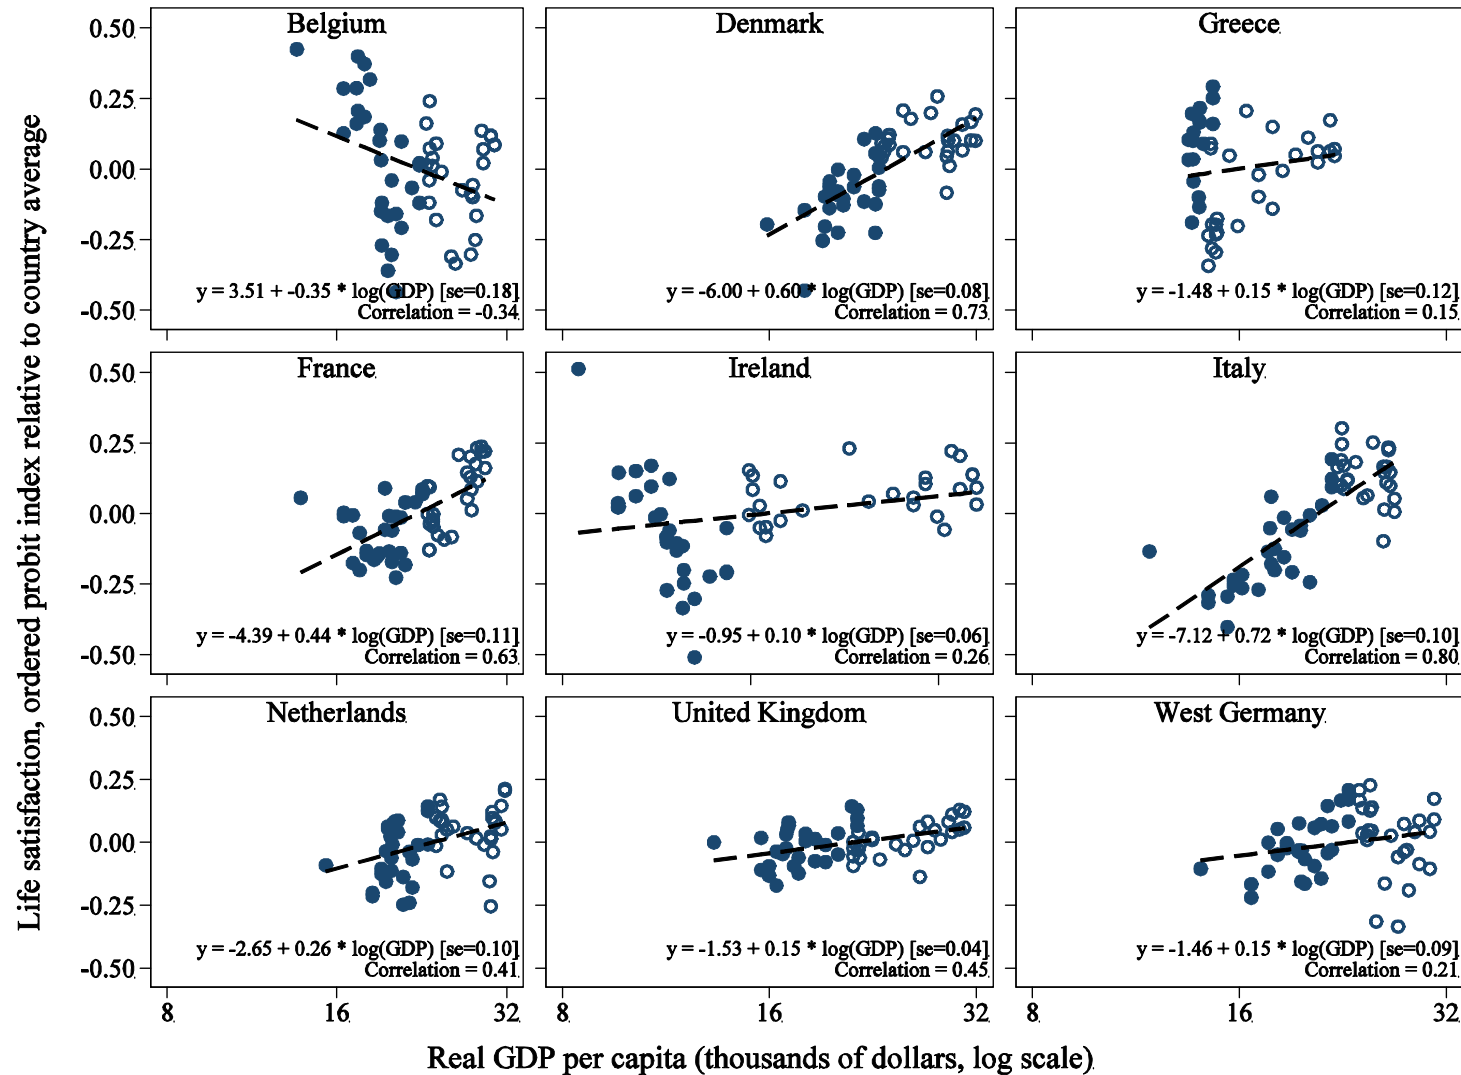 Life satisfaction, ordered probit index relative to country average
Belgium
Denmark
Greece
0.50
0.25
0.00
-0.25
-0.50
y = 3.51 + -0.35 * log(GDP) [se=0.18]
Correlation = -0.34
y = -6.00 + 0.60 * log(GDP) [se=0.08]
Correlation = 0.73
y = -1.48 + 0.15 * log(GDP) [se=0.12]
Correlation = 0.15
France
Ireland
Italy
0.50
0.25
0.00
-0.25
-0.50
y = -4.39 + 0.44 * log(GDP) [se=0.11]
Correlation = 0.63
y = -0.95 + 0.10 * log(GDP) [se=0.06]
Correlation = 0.26
y = -7.12 + 0.72 * log(GDP) [se=0.10]
Correlation = 0.80
Netherlands
United Kingdom
West Germany
0.50
0.25
0.00
-0.25
-0.50
y = -2.65 + 0.26 * log(GDP) [se=0.10]
Correlation = 0.41
y = -1.53 + 0.15 * log(GDP) [se=0.04]
Correlation = 0.45
y = -1.46 + 0.15 * log(GDP) [se=0.09]
Correlation = 0.21
8 16 32
8 16 32
8 16 32
Real GDP per capita (thousands of dollars, log scale)